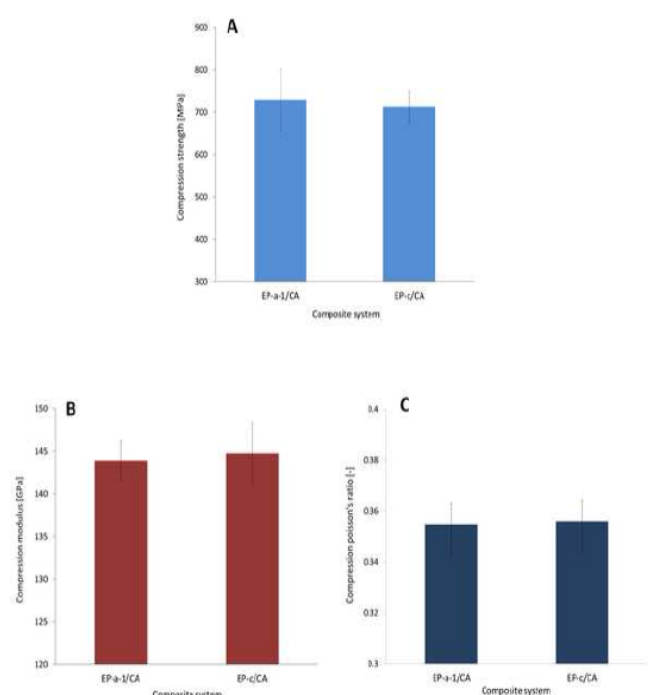 A
Compression strength [MPa]
900
800
700
600
500
400
300
EP-a-1/CA EP-c/CA
Composite system
B
Compression modulus [GPa]
150
145
140
135
130
125
120
EP-a-1/CA EP-c/CA
Composite system
C
Compression poisson's ratio [-]
0.4
0.38
0.36
0.34
0.32
0.3
EP-a-1/CA EP-c/CA
Composite system